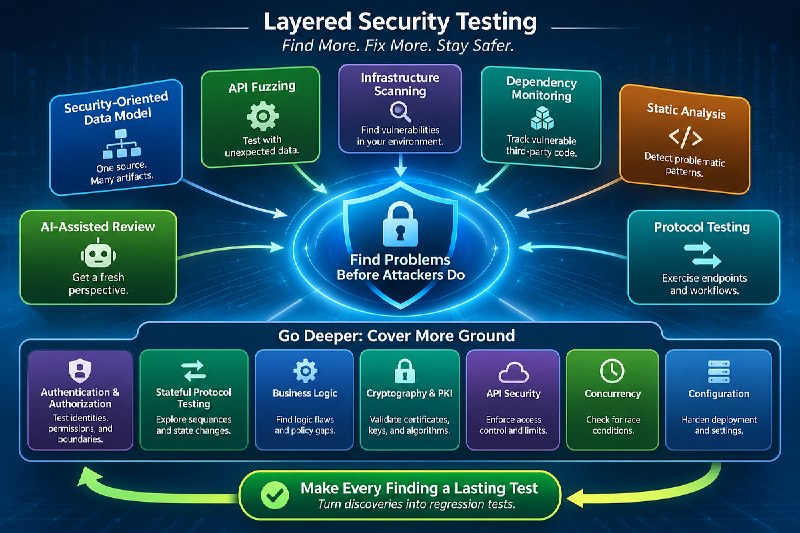 Layered Security Testing
Find More. Fix More. Stay Safer.
Security-Oriented
Data Model
One source.
Many artifacts.
API Fuzzing
Test with
unexpected data.
Infrastructure
Scanning
Find vulnerabilities
in your environment.
Dependency
Monitoring
Track vulnerable
third-party code.
Static Analysis
</>
Detect problematic
patterns.
AI-Assisted Review
Get a fresh
perspective.
Find Problems
Before Attackers Do
Protocol Testing
Exercise endpoints
and workflows.
Go Deeper: Cover More Ground
Authentication &
Authorization
Test identities,
permissions, and
boundaries.
Stateful Protocol
Testing
Explore sequences
and state changes.
Business Logic
Find logic flaws
and policy gaps.
Cryptography & PKI
Validate certificates,
keys, and algorithms.
API Security
Enforce access
control and limits.
Concurrency
Check for race
conditions.
Configuration
Harden deployment
and settings.
Make Every Finding a Lasting Test
Turn discoveries into regression tests.